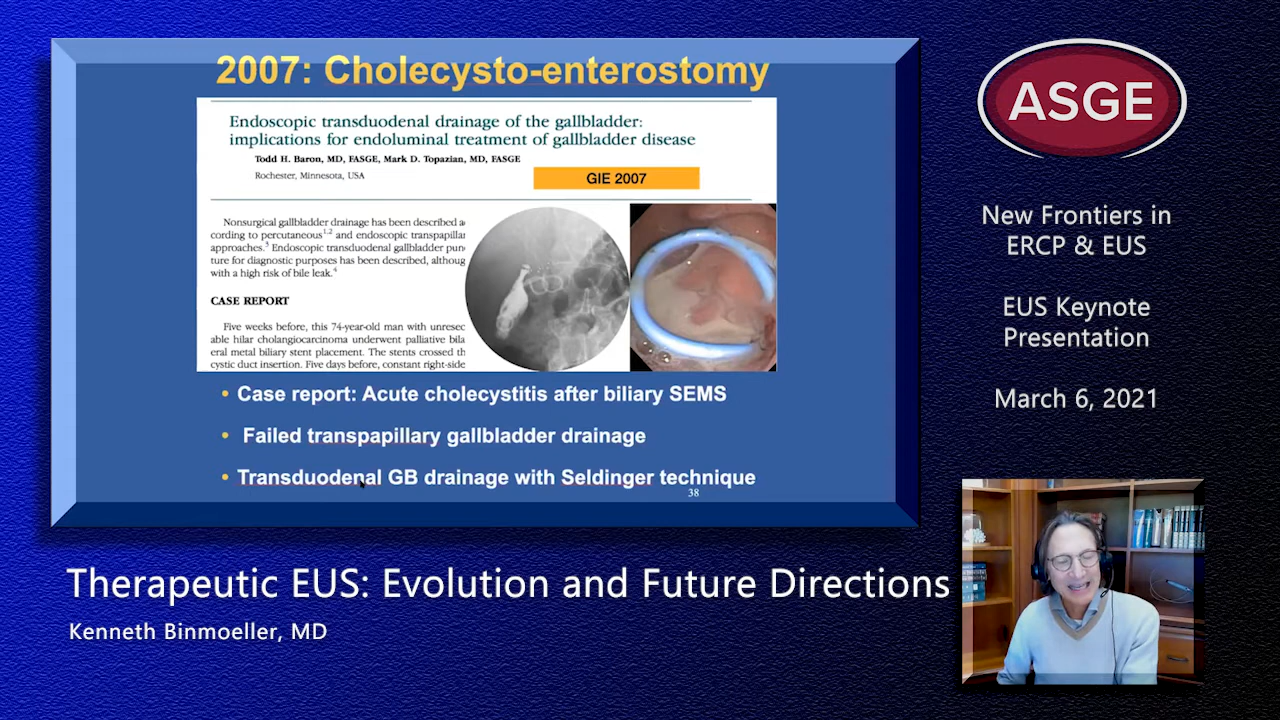 2007: Cholecysto-enterostomy
Endoscopic transduodenal drainage of the gallbladder:
implications for endoluminal treatment of gallbladder disease
Todd H. Baron, MD, FASGE, Mark D. Topazian, MD, FASGE
Rochester, Minnesota, USA
GIE 2007
Nonsurgical gallbladder drainage has been described ac
cording to percutaneous1,2 and endoscopic transpapillar
approaches.3 Endoscopic transduodenal gallbladder pun
ture for diagnostic purposes has been described, althoug
with a high risk of bile leak.4
CASE REPORT
Five weeks before, this 74-year-old man with unresec
able hilar cholangiocarcinoma underwent palliative bila
eral metal biliary stent placement. The stents crossed th
cystic duct insertion. Five days before, constant right-side
• Case report: Acute cholecystitis after biliary SEMS
• Failed transpapillary gallbladder drainage
• Transduodenal GB drainage with Seldinger technique
38
ASGE
New Frontiers in
ERCP & EUS
EUS Keynote
Presentation
March 6, 2021
Therapeutic EUS: Evolution and Future Directions
Kenneth Binmoeller, MD